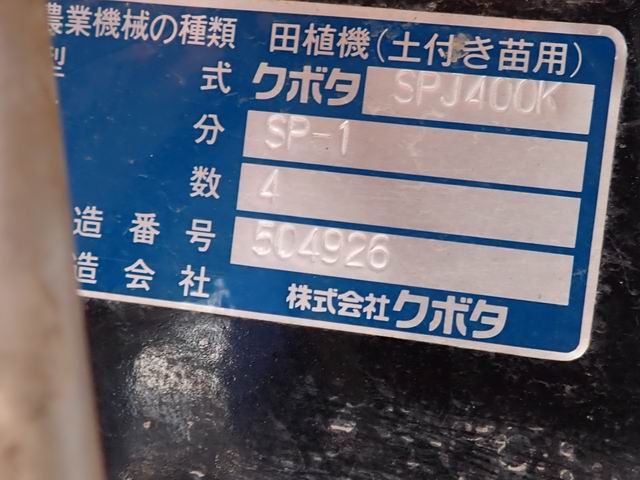 農業機械の種類 田植機(土付き苗用)
型 式 クボタ SPJ400K
分 SP-1
数 4
造番号 504926
造会社 株式会社クボタ